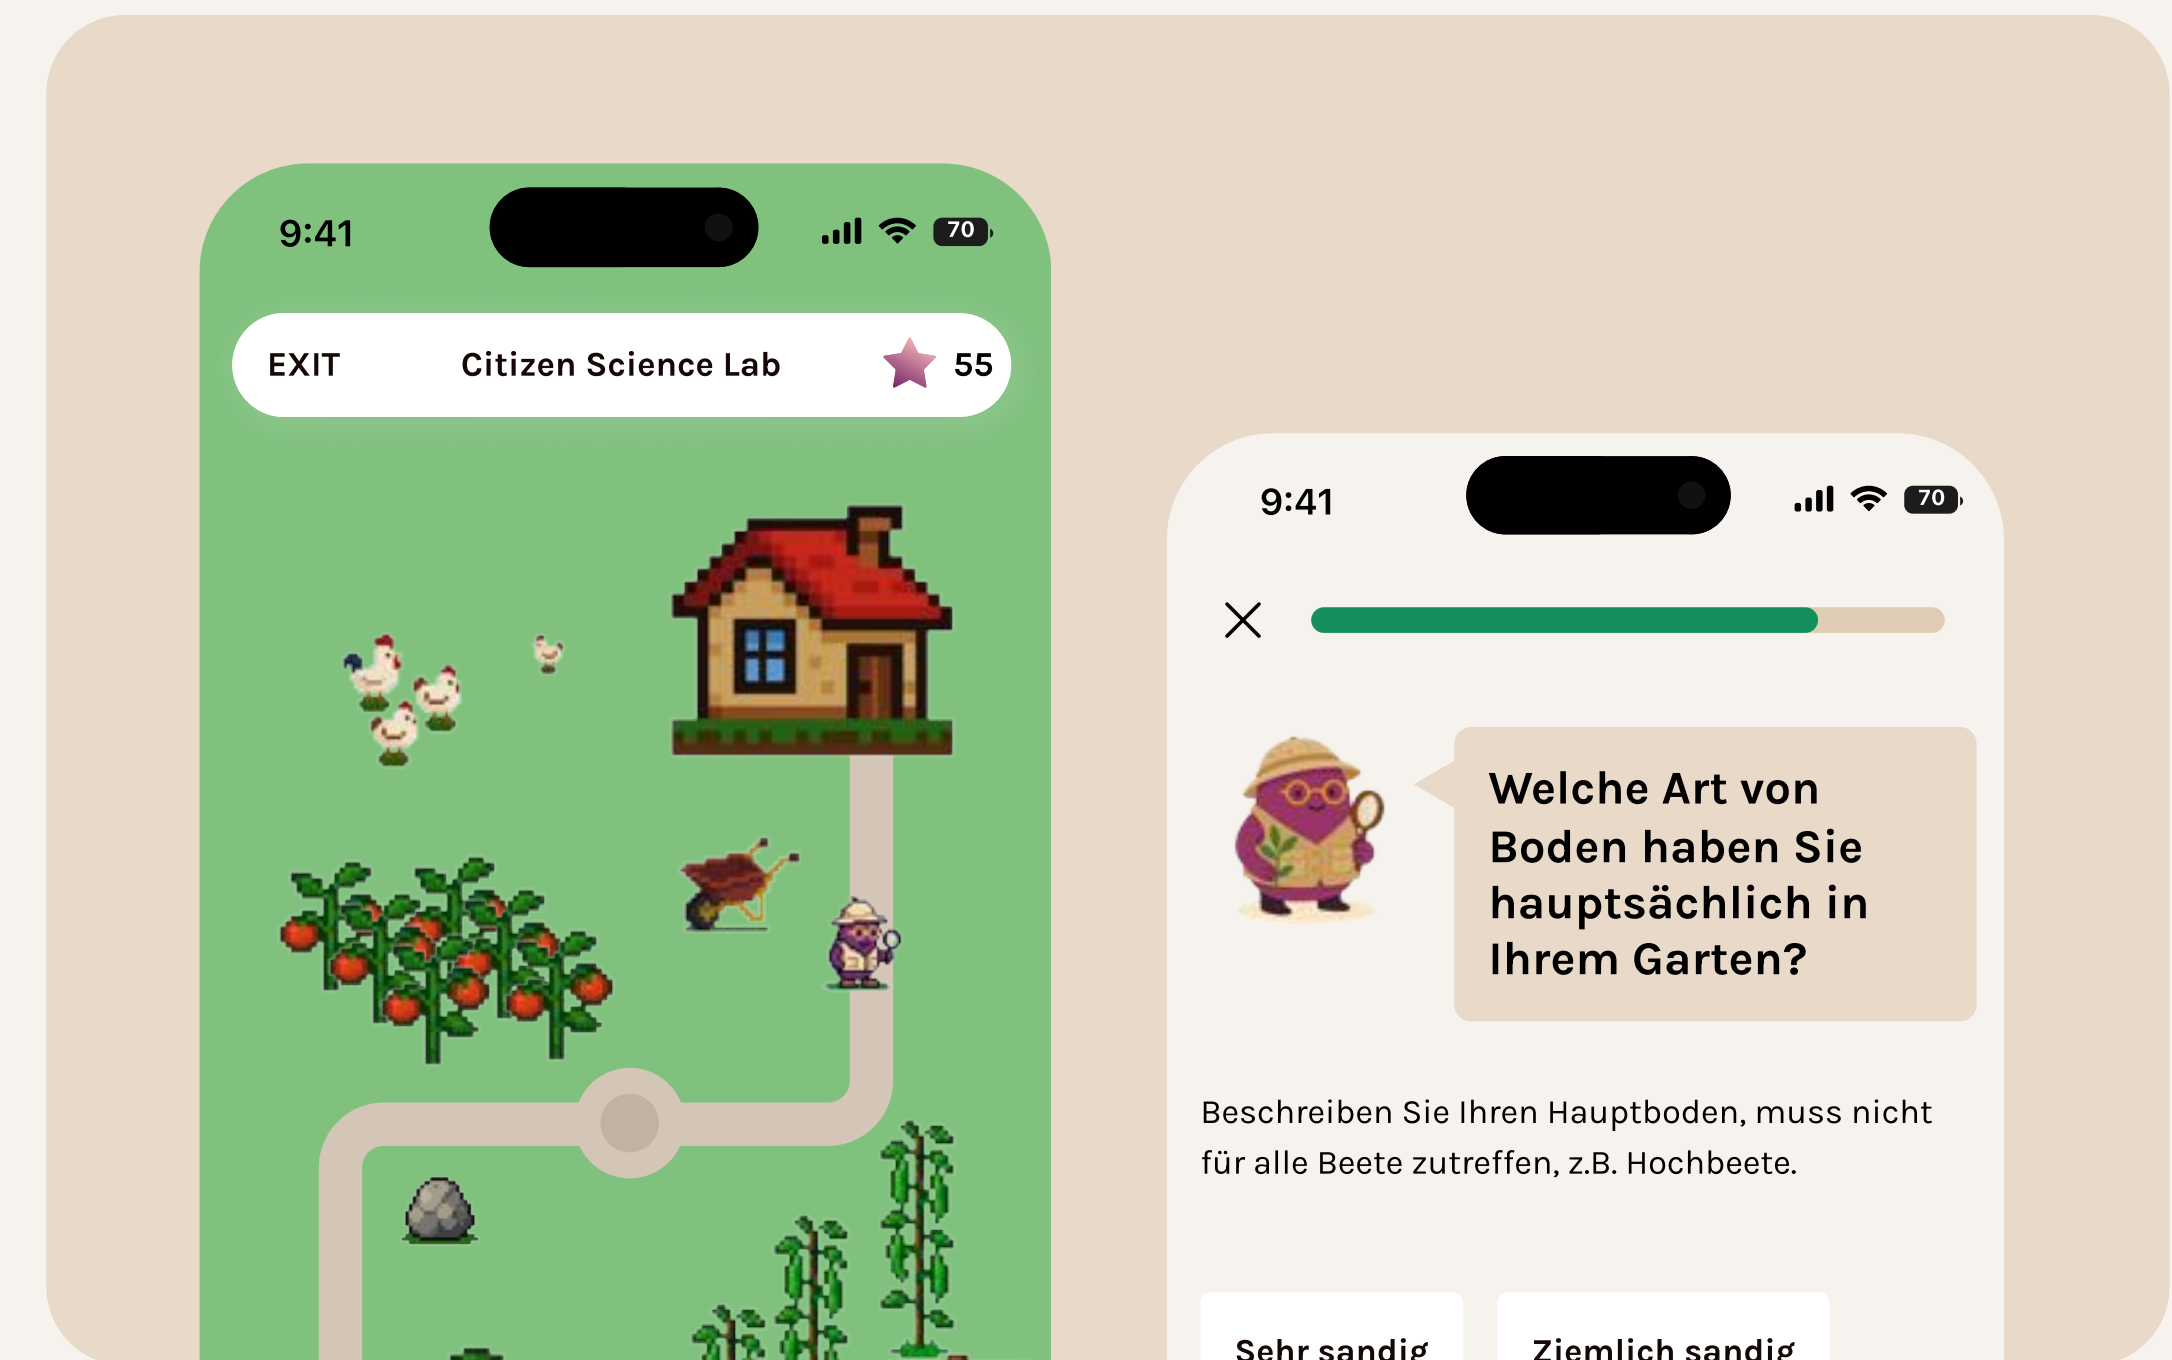 9:41
70
EXIT Citizen Science Lab 55
9:41
70
Welche Art von
Boden haben Sie
hauptsächlich in
Ihrem Garten?
Beschreiben Sie Ihren Hauptboden, muss nicht
für alle Beete zutreffen, z.B. Hochbeete.
Sehr sandig Ziemlich sandig